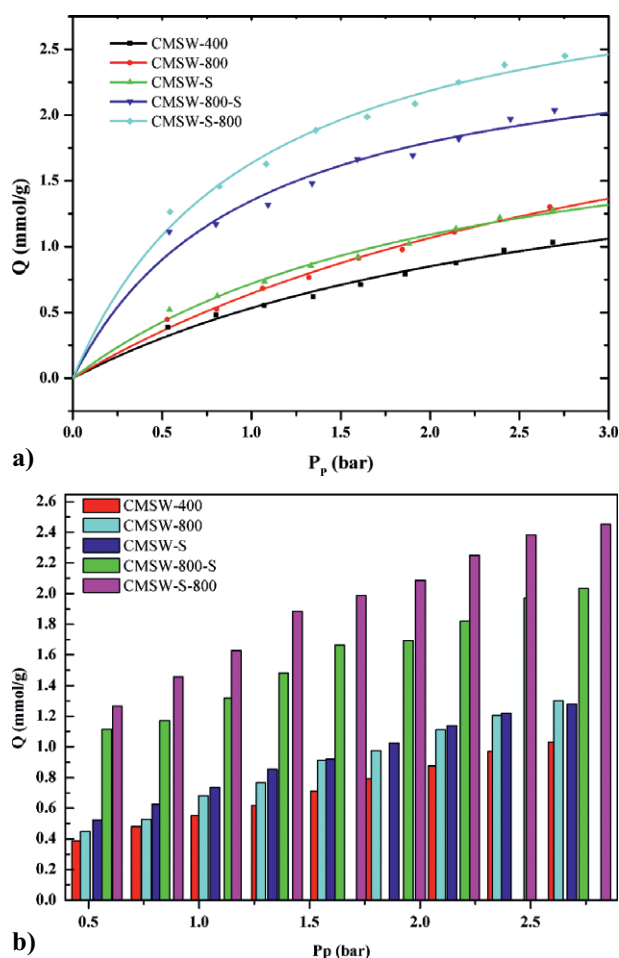 CMSW-400
CMSW-800
CMSW-S
CMSW-800-S
CMSW-S-800
2.5
2.0
1.5
1.0
0.5
0.0
Q (mmol/g)
0.0 0.5 1.0 1.5 2.0 2.5 3.0
a)
P_P (bar)
2.6
2.4
2.2
2.0
1.8
1.6
1.4
1.2
1.0
0.8
0.6
0.4
0.2
0.0
Q (mmol/g)
CMSW-400
CMSW-800
CMSW-S
CMSW-800-S
CMSW-S-800
0.5 1.0 1.5 2.0 2.5
b)
Pp (bar)